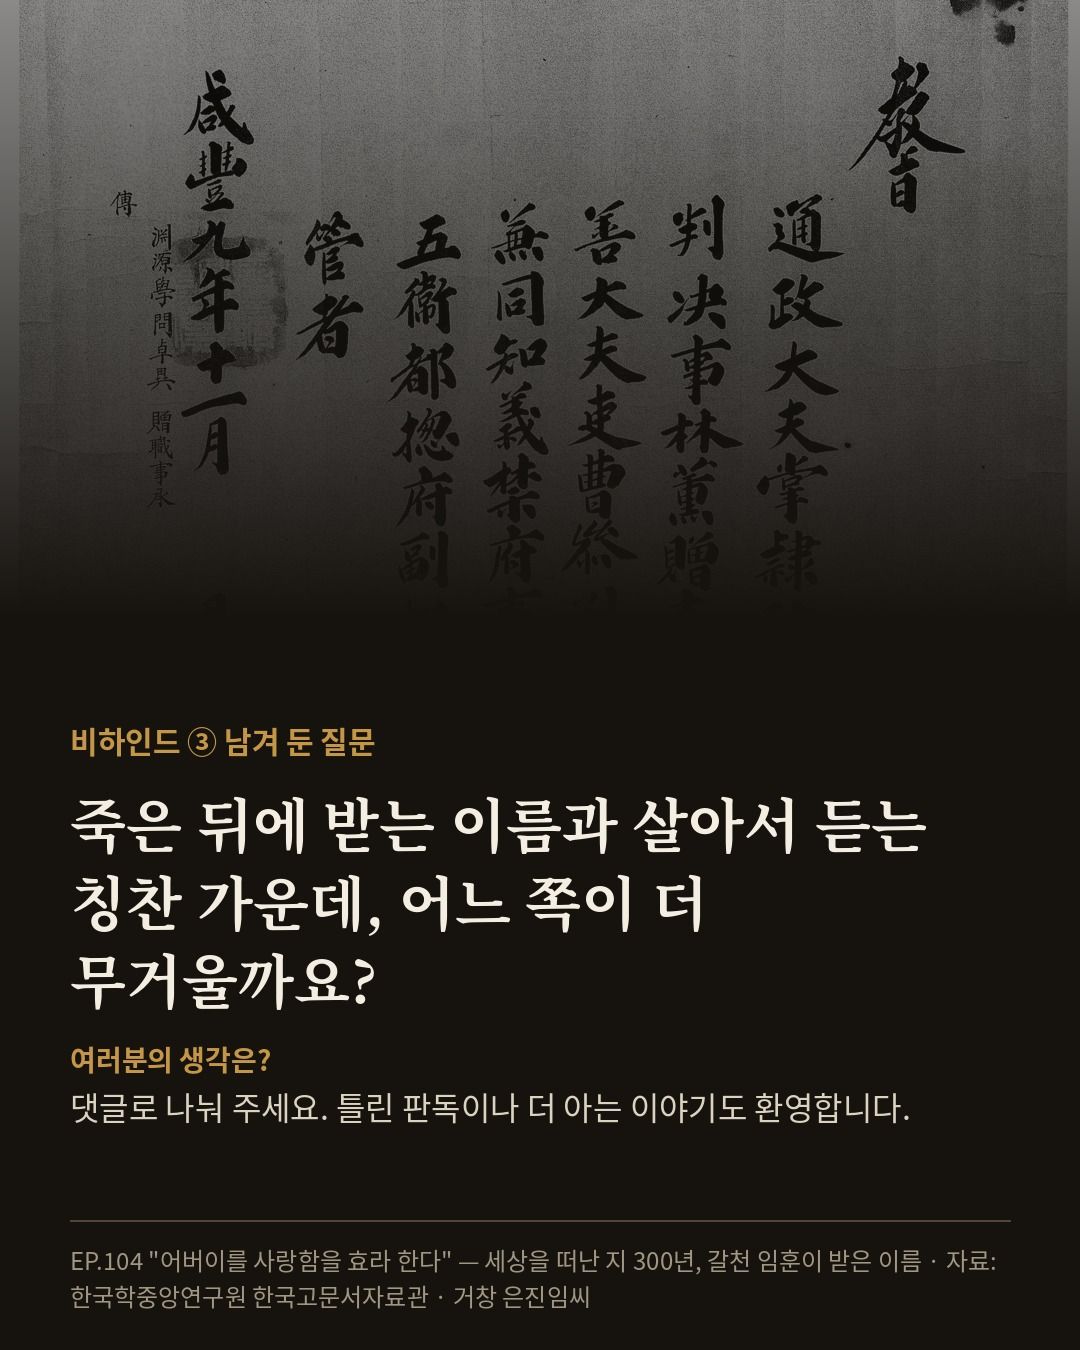 教旨
通政大夫掌隷
判决事林薰贈
善大夫吏曹叅判
兼同知義禁府
五衛都摠府副
管者
咸豐九年十一月
淵源學問卓異 贈職事承
傳
비하인드 ③ 남겨 둔 질문
죽은 뒤에 받는 이름과 살아서 듣는
칭찬 가운데, 어느 쪽이 더
무거울까요?
여러분의 생각은?
댓글로 나눠 주세요. 틀린 판독이나 더 아는 이야기도 환영합니다.
EP.104 "어버이를 사랑함을 효라 한다" — 세상을 떠난 지 300년, 갈천 임훈이 받은 이름 · 자료:
한국학중앙연구원 한국고문서자료관 · 거창 은진임씨